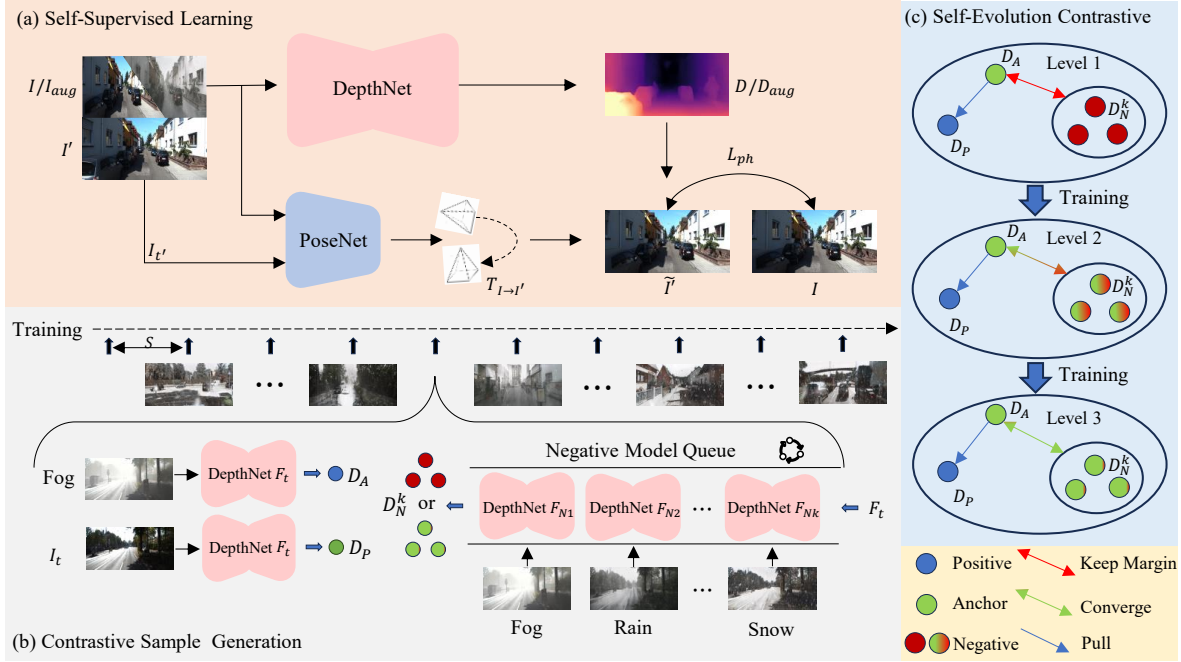 (a) Self-Supervised Learning
I/I_aug
I′
DepthNet
D/D_aug
L_ph
PoseNet
I_t′
T_I→I′
Ĩ′
I
Training
S
...
...
...
Fog
DepthNet F_t
D_A
I_t
DepthNet F_t
D_P
D_N^k or
Negative Model Queue
DepthNet F_N1
DepthNet F_N2
...
DepthNet F_Nk
F_t
...
Fog
Rain
Snow
(b) Contrastive Sample Generation
(c) Self-Evolution Contrastive
D_A
Level 1
D_N^k
D_P
Training
D_A
Level 2
D_N^k
D_P
Training
D_A
Level 3
D_N^k
D_P
Positive
Keep Margin
Anchor
Converge
Negative
Pull